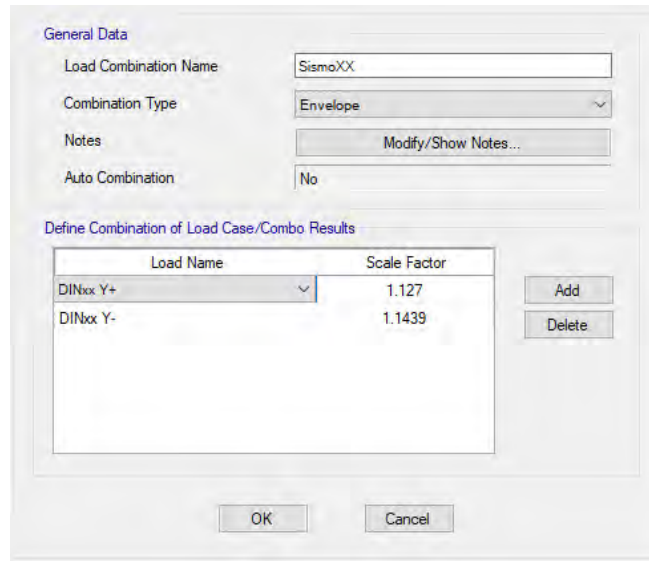 General Data
Load Combination Name SismoXX
Combination Type Envelope
Notes Modify/Show Notes...
Auto Combination No
Define Combination of Load Case/Combo Results
Load Name Scale Factor
DINxx Y+ 1.127 Add
DINxx Y- 1.1439 Delete
OK Cancel